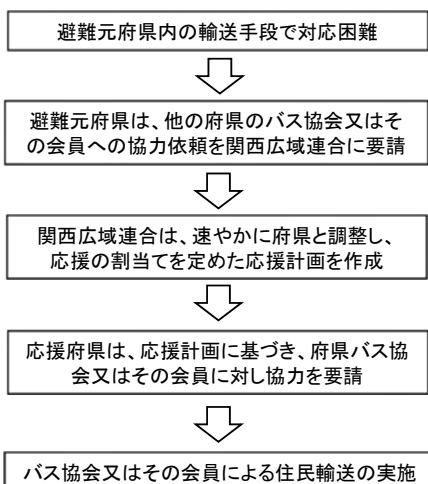 避難元府県内の輸送手段で対応困難
避難元府県は、他の府県のバス協会又はそ
の会員への協力依頼を関西広域連合に要請
関西広域連合は、速やかに府県と調整し、
応援の割当てを定めた応援計画を作成
応援府県は、応援計画に基づき、府県バス協
会又はその会員に対し協力を要請
バス協会又はその会員による住民輸送の実施